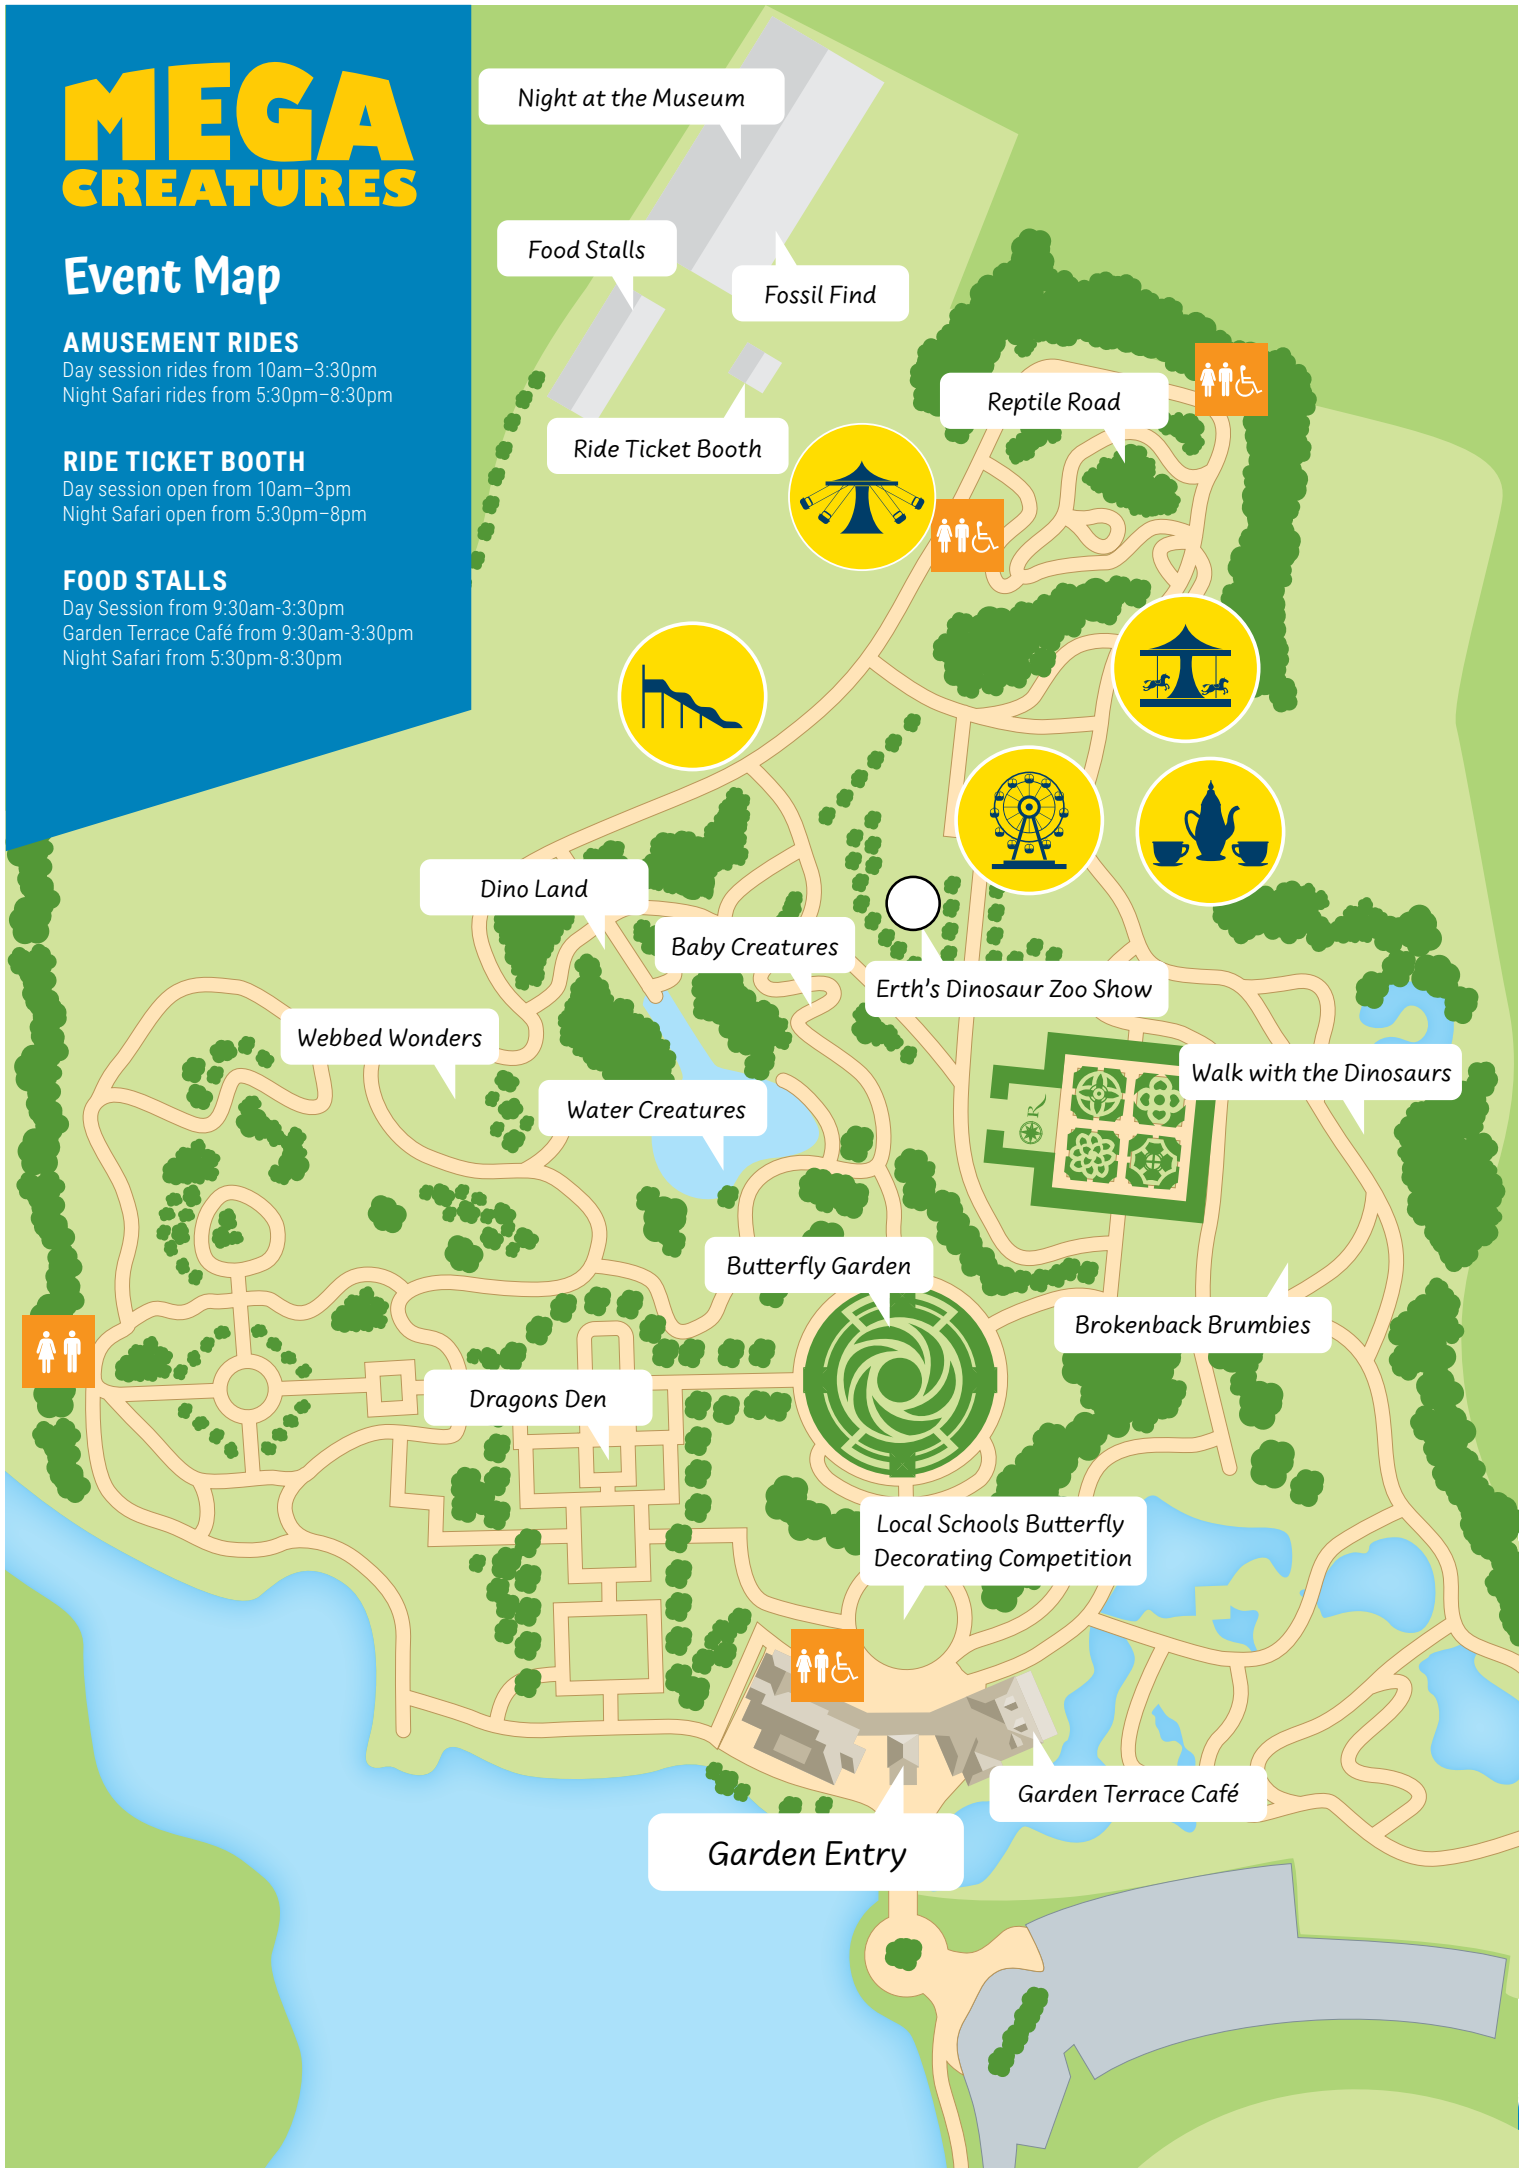 MEGA
CREATURES
Event Map
AMUSEMENT RIDES
Day session rides from 10am–3:30pm
Night Safari rides from 5:30pm–8:30pm
RIDE TICKET BOOTH
Day session open from 10am–3pm
Night Safari open from 5:30pm–8pm
FOOD STALLS
Day Session from 9:30am-3:30pm
Garden Terrace Café from 9:30am-3:30pm
Night Safari from 5:30pm-8:30pm
Night at the Museum
Food Stalls
Fossil Find
Reptile Road
Ride Ticket Booth
Dino Land
Baby Creatures
Erth's Dinosaur Zoo Show
Webbed Wonders
Walk with the Dinosaurs
Water Creatures
R
Butterfly Garden
Brokenback Brumbies
Dragons Den
Local Schools Butterfly
Decorating Competition
Garden Terrace Café
Garden Entry